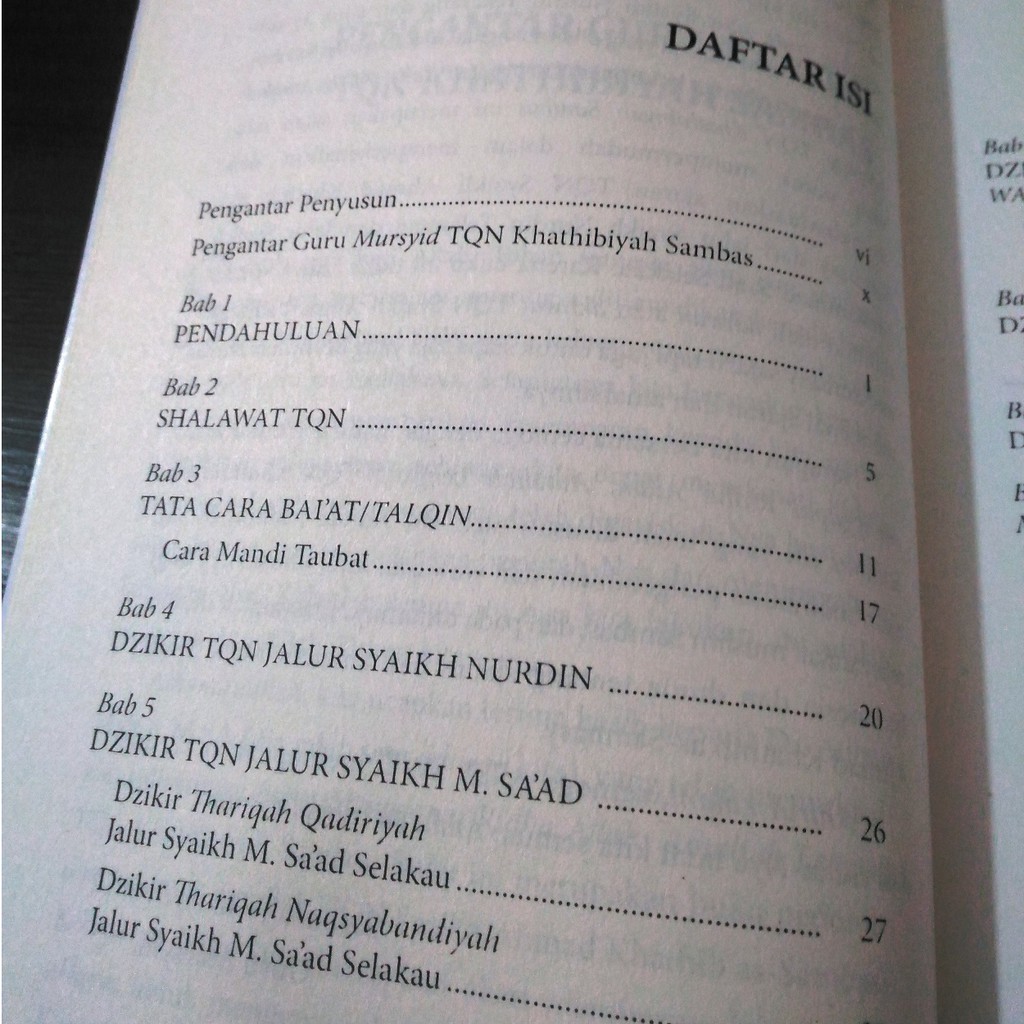 DAFTAR ISI
Pengantar Penyusun.......... vi
Pengantar Guru Mursyid TQN Khathibiyah Sambas.......... x
Bab 1
PENDAHULUAN.......... 1
Bab 2
SHALAWAT TQN .......... 5
Bab 3
TATA CARA BAI'AT/TALQIN.......... 11
Cara Mandi Taubat.......... 17
Bab 4
DZIKIR TQN JALUR SYAIKH NURDIN .......... 20
Bab 5
DZIKIR TQN JALUR SYAIKH M. SA'AD .......... 26
Dzikir Thariqah Qadiriyah
Jalur Syaikh M. Sa'ad Selakau.......... 27
Dzikir Thariqah Naqsyabandiyah
Jalur Syaikh M. Sa'ad Selakau..........
Bab